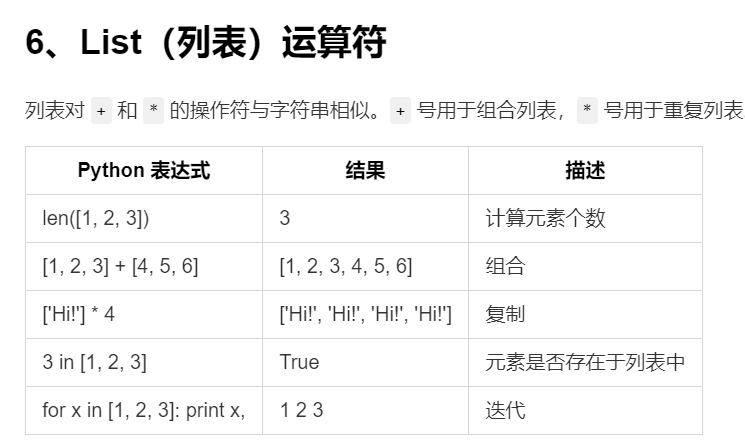 6、List（列表）运算符
列表对 + 和 * 的操作符与字符串相似。+ 号用于组合列表，* 号用于重复列表
Python 表达式 结果 描述
len([1, 2, 3]) 3 计算元素个数
[1, 2, 3] + [4, 5, 6] [1, 2, 3, 4, 5, 6] 组合
['Hi!'] * 4 ['Hi!', 'Hi!', 'Hi!', 'Hi!'] 复制
3 in [1, 2, 3] True 元素是否存在于列表中
for x in [1, 2, 3]: print x, 1 2 3 迭代